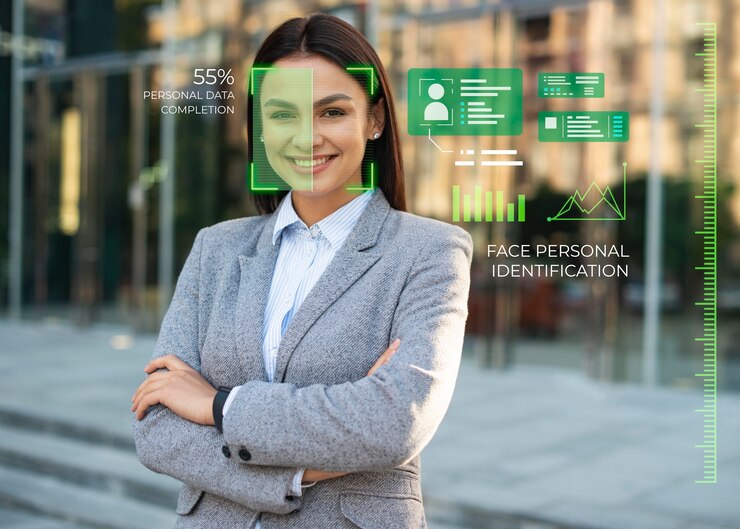 55%
PERSONAL DATA
COMPLETION
FACE PERSONAL
IDENTIFICATION